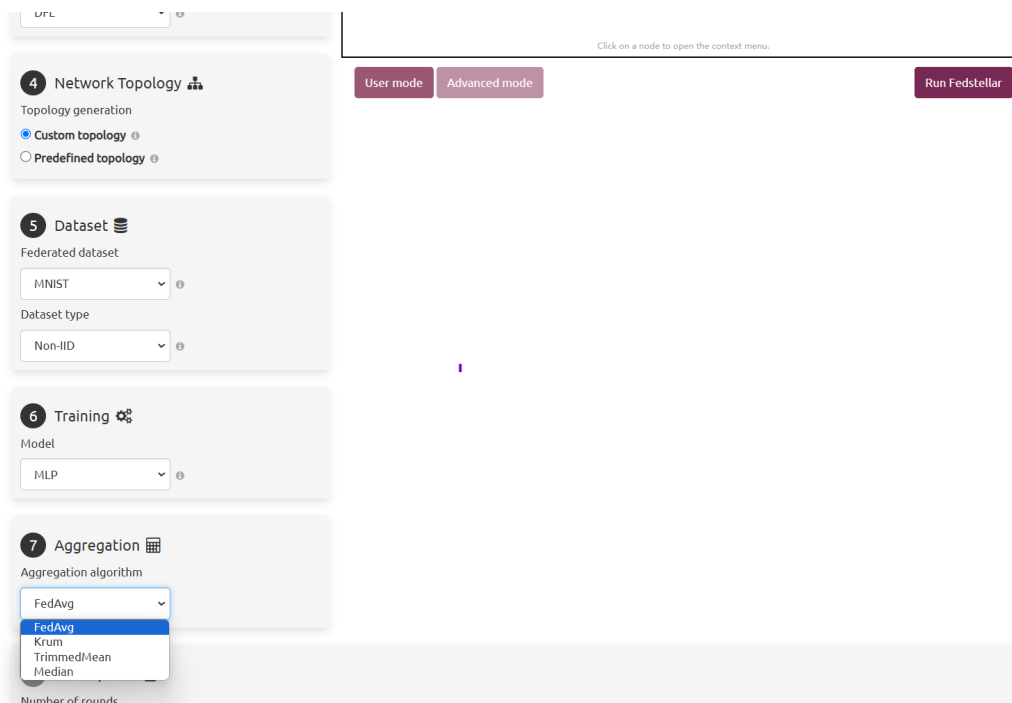 DFL
Click on a node to open the context menu.
4 Network Topology
User mode
Advanced mode
Run Fedstellar
Topology generation
Custom topology
Predefined topology
5 Dataset
Federated dataset
MNIST
Dataset type
Non-IID
6 Training
Model
MLP
7 Aggregation
Aggregation algorithm
FedAvg
FedAvg
Krum
TrimmedMean
Median
Number of rounds